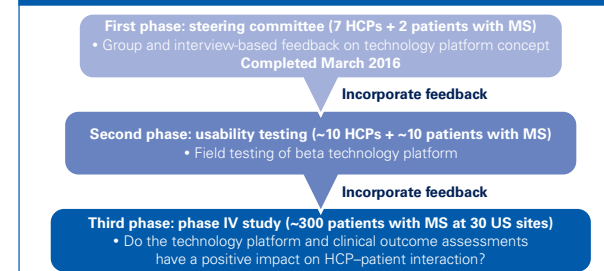 First phase: steering committee (7 HCPs + 2 patients with MS)
• Group and interview-based feedback on technology platform concept
Completed March 2016
Incorporate feedback
Second phase: usability testing (~10 HCPs + ~10 patients with MS)
• Field testing of beta technology platform
Incorporate feedback
Third phase: phase IV study (~300 patients with MS at 30 US sites)
• Do the technology platform and clinical outcome assessments
have a positive impact on HCP–patient interaction?